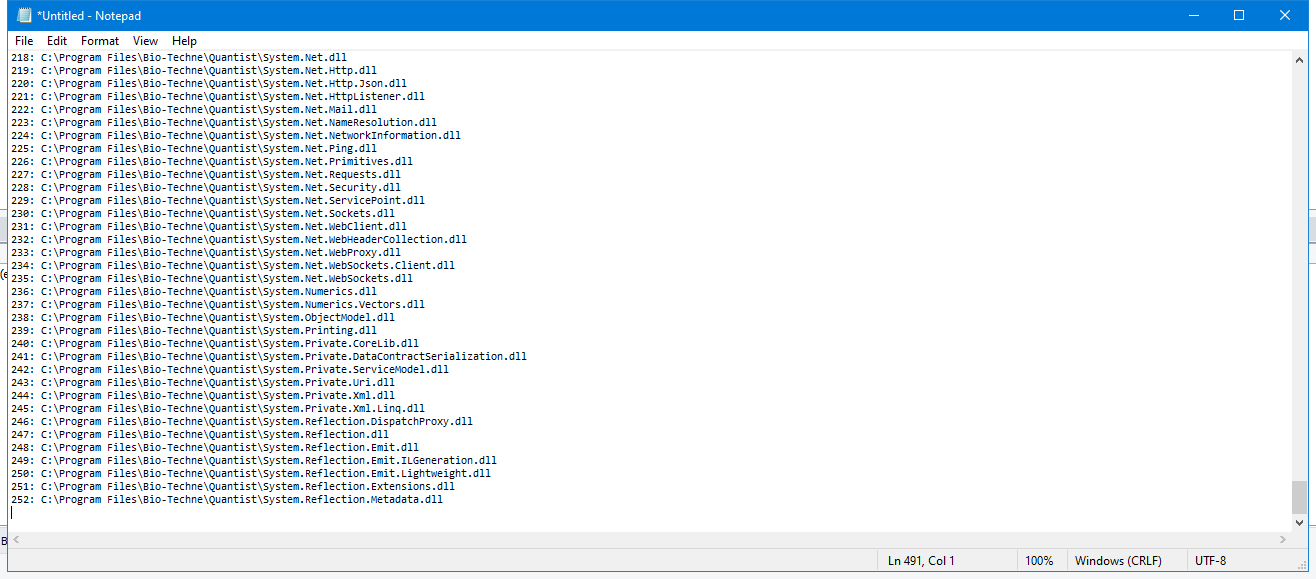 *Untitled - Notepad
File Edit Format View Help
218: C:\Program Files\Bio-Techne\Quantist\System.Net.dll
219: C:\Program Files\Bio-Techne\Quantist\System.Net.Http.dll
220: C:\Program Files\Bio-Techne\Quantist\System.Net.Http.Json.dll
221: C:\Program Files\Bio-Techne\Quantist\System.Net.HttpListener.dll
222: C:\Program Files\Bio-Techne\Quantist\System.Net.Mail.dll
223: C:\Program Files\Bio-Techne\Quantist\System.Net.NameResolution.dll
224: C:\Program Files\Bio-Techne\Quantist\System.Net.NetworkInformation.dll
225: C:\Program Files\Bio-Techne\Quantist\System.Net.Ping.dll
226: C:\Program Files\Bio-Techne\Quantist\System.Net.Primitives.dll
227: C:\Program Files\Bio-Techne\Quantist\System.Net.Requests.dll
228: C:\Program Files\Bio-Techne\Quantist\System.Net.Security.dll
229: C:\Program Files\Bio-Techne\Quantist\System.Net.ServicePoint.dll
230: C:\Program Files\Bio-Techne\Quantist\System.Net.Sockets.dll
231: C:\Program Files\Bio-Techne\Quantist\System.Net.WebClient.dll
232: C:\Program Files\Bio-Techne\Quantist\System.Net.WebHeaderCollection.dll
233: C:\Program Files\Bio-Techne\Quantist\System.Net.WebProxy.dll
234: C:\Program Files\Bio-Techne\Quantist\System.Net.WebSockets.Client.dll
235: C:\Program Files\Bio-Techne\Quantist\System.Net.WebSockets.dll
236: C:\Program Files\Bio-Techne\Quantist\System.Numerics.dll
237: C:\Program Files\Bio-Techne\Quantist\System.Numerics.Vectors.dll
238: C:\Program Files\Bio-Techne\Quantist\System.ObjectModel.dll
239: C:\Program Files\Bio-Techne\Quantist\System.Printing.dll
240: C:\Program Files\Bio-Techne\Quantist\System.Private.CoreLib.dll
241: C:\Program Files\Bio-Techne\Quantist\System.Private.DataContractSerialization.dll
242: C:\Program Files\Bio-Techne\Quantist\System.Private.ServiceModel.dll
243: C:\Program Files\Bio-Techne\Quantist\System.Private.Uri.dll
244: C:\Program Files\Bio-Techne\Quantist\System.Private.Xml.dll
245: C:\Program Files\Bio-Techne\Quantist\System.Private.Xml.Linq.dll
246: C:\Program Files\Bio-Techne\Quantist\System.Reflection.DispatchProxy.dll
247: C:\Program Files\Bio-Techne\Quantist\System.Reflection.dll
248: C:\Program Files\Bio-Techne\Quantist\System.Reflection.Emit.dll
249: C:\Program Files\Bio-Techne\Quantist\System.Reflection.Emit.ILGeneration.dll
250: C:\Program Files\Bio-Techne\Quantist\System.Reflection.Emit.Lightweight.dll
251: C:\Program Files\Bio-Techne\Quantist\System.Reflection.Extensions.dll
252: C:\Program Files\Bio-Techne\Quantist\System.Reflection.Metadata.dll
Ln 491, Col 1 100% Windows (CRLF) UTF-8